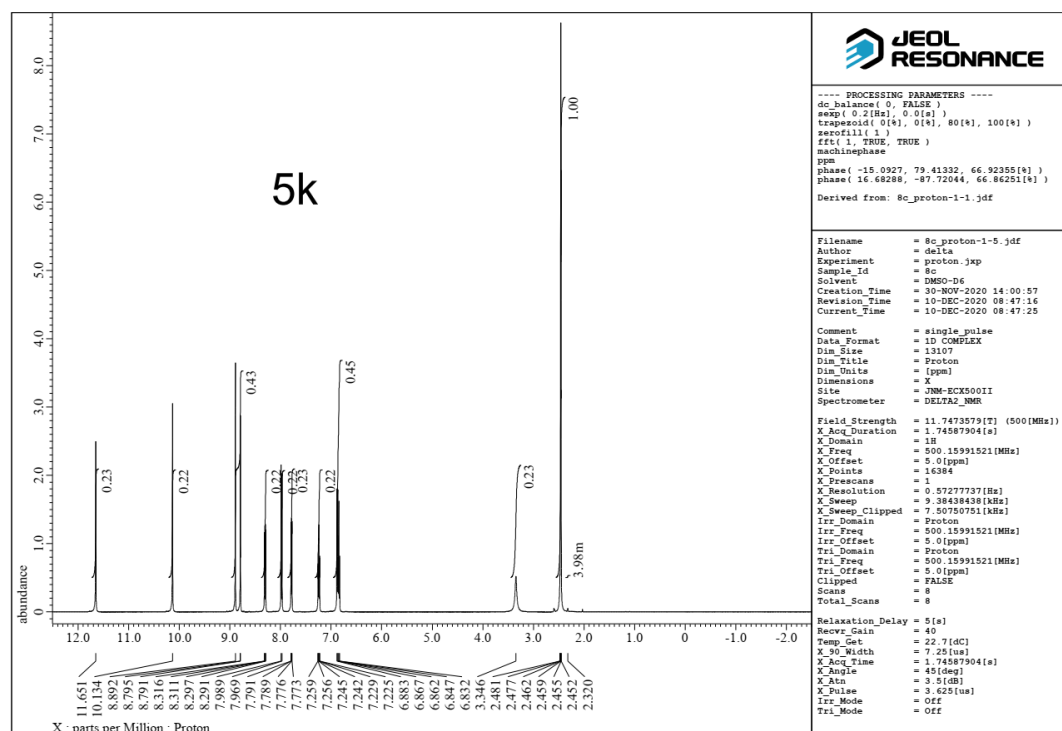 JEOL
RESONANCE
---- PROCESSING PARAMETERS ----
dc_balance( 0, FALSE )
sexp( 0.2[Hz], 0.0[s] )
trapezoid( 0[%], 0[%], 80[%], 100[%] )
zerofill( 1 )
fft( 1, TRUE, TRUE )
machinephase
ppm
phase( -15.0927, 79.41332, 66.92355[%] )
phase( 16.68288, -87.72044, 66.86251[%] )
Derived from: 8c_proton-1-1.jdf
Filename = 8c_proton-1-5.jdf
Author = delta
Experiment = proton.jxp
Sample_Id = 8c
Solvent = DMSO-D6
Creation_Time = 30-NOV-2020 14:00:57
Revision_Time = 10-DEC-2020 08:47:16
Current_Time = 10-DEC-2020 08:47:25
Comment = single_pulse
Data_Format = 1D COMPLEX
Dim_Size = 13107
Dim_Title = Proton
Dim_Units = [ppm]
Dimensions = X
Site = JNM-ECX500II
Spectrometer = DELTA2_NMR
Field_Strength = 11.7473579[T] (500[MHz])
X_Acq_Duration = 1.74587904[s]
X_Domain = 1H
X_Freq = 500.15991521[MHz]
X_Offset = 5.0[ppm]
X_Points = 16384
X_Prescans = 1
X_Resolution = 0.57277737[Hz]
X_Sweep = 9.38438438[kHz]
X_Sweep_Clipped = 7.50750751[kHz]
Irr_Domain = Proton
Irr_Freq = 500.15991521[MHz]
Irr_Offset = 5.0[ppm]
Tri_Domain = Proton
Tri_Freq = 500.15991521[MHz]
Tri_Offset = 5.0[ppm]
Clipped = FALSE
Scans = 8
Total_Scans = 8
Relaxation_Delay = 5[s]
Recvr_Gain = 40
Temp_Get = 22.7[dC]
X_90_Width = 7.25[us]
X_Acq_Time = 1.74587904[s]
X_Angle = 45[deg]
X_Atn = 3.5[dB]
X_Pulse = 3.625[us]
Irr_Mode = Off
Tri_Mode = Off
5k
abundance
8.0
7.0
6.0
5.0
4.0
3.0
2.0
1.0
0
0.23
0.22
0.43
0.22
0.22
0.23
0.22
0.45
0.23
1.00
3.98m
12.0 11.0 10.0 9.0 8.0 7.0 6.0 5.0 4.0 3.0 2.0 1.0 0 -1.0 -2.0
11.651
10.134
8.892
8.795
8.791
8.316
8.311
8.297
8.291
7.989
7.969
7.791
7.789
7.776
7.773
7.259
7.256
7.245
7.242
7.229
7.225
6.883
6.867
6.862
6.847
6.832
3.346
2.481
2.477
2.462
2.459
2.455
2.452
2.320
X : parts per Million : Proton